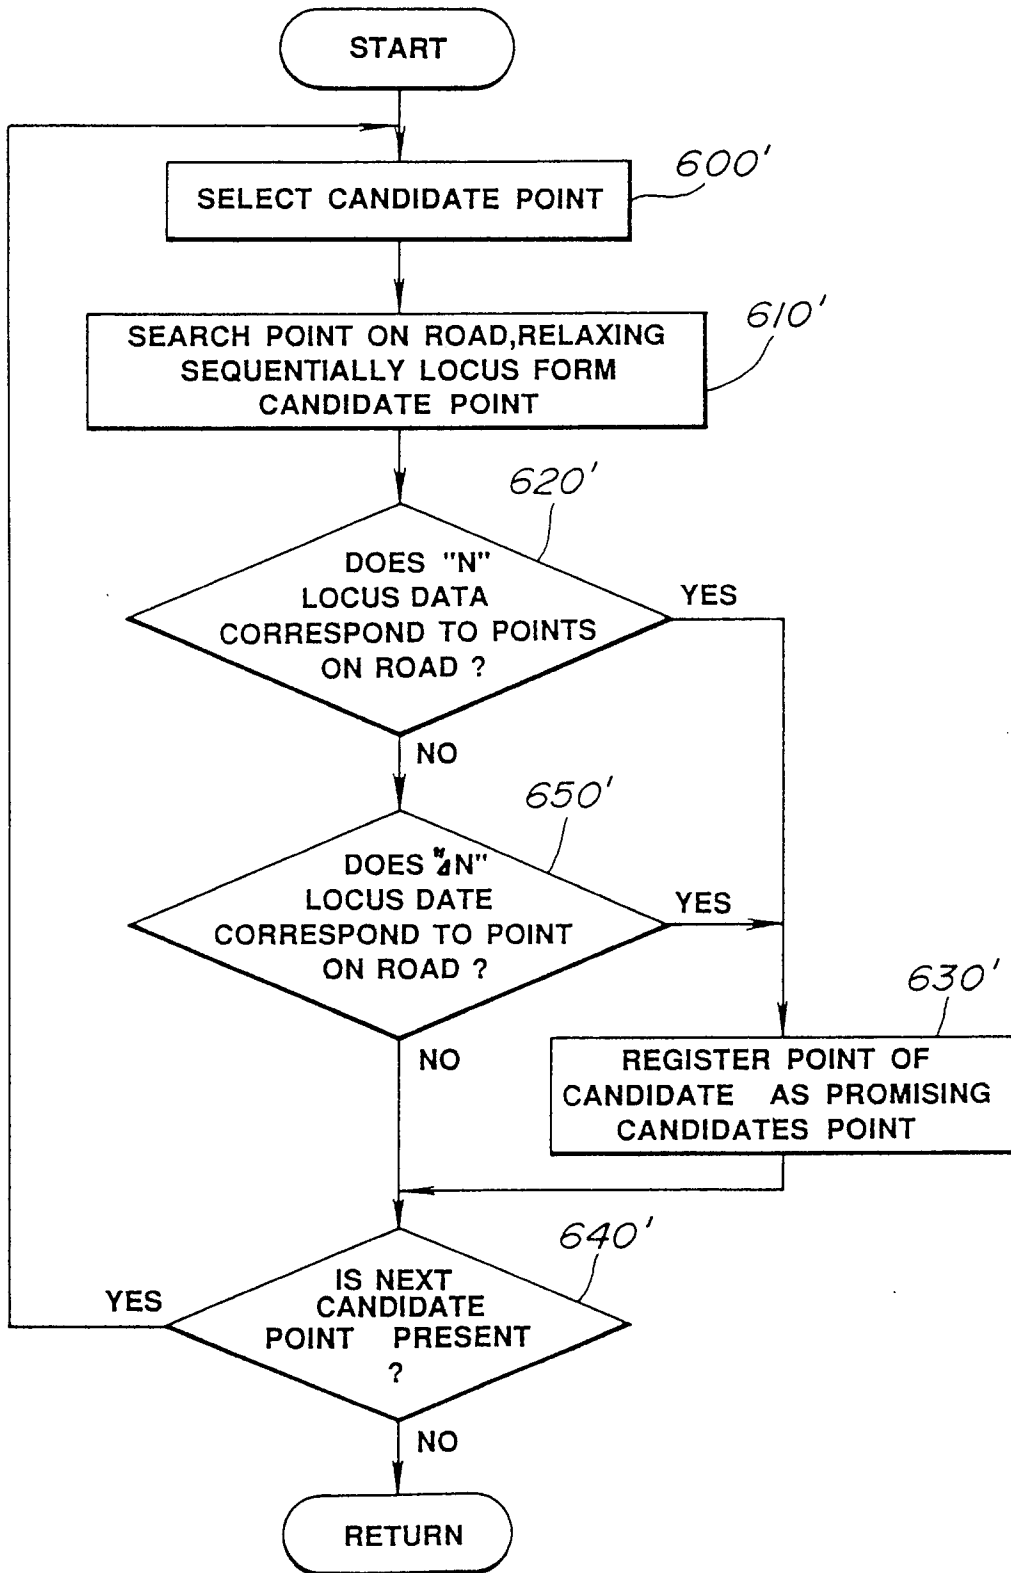 START
600'
SELECT CANDIDATE POINT
610'
SEARCH POINT ON ROAD,RELAXING
SEQUENTIALLY LOCUS FORM
CANDIDATE POINT
620'
DOES "N"
LOCUS DATA
CORRESPOND TO POINTS
ON ROAD ?
YES
NO
650'
DOES "ΔN"
LOCUS DATE
CORRESPOND TO POINT
ON ROAD ?
YES
NO
630'
REGISTER POINT OF
CANDIDATE AS PROMISING
CANDIDATES POINT
640'
IS NEXT
CANDIDATE
POINT PRESENT
?
YES
NO
RETURN